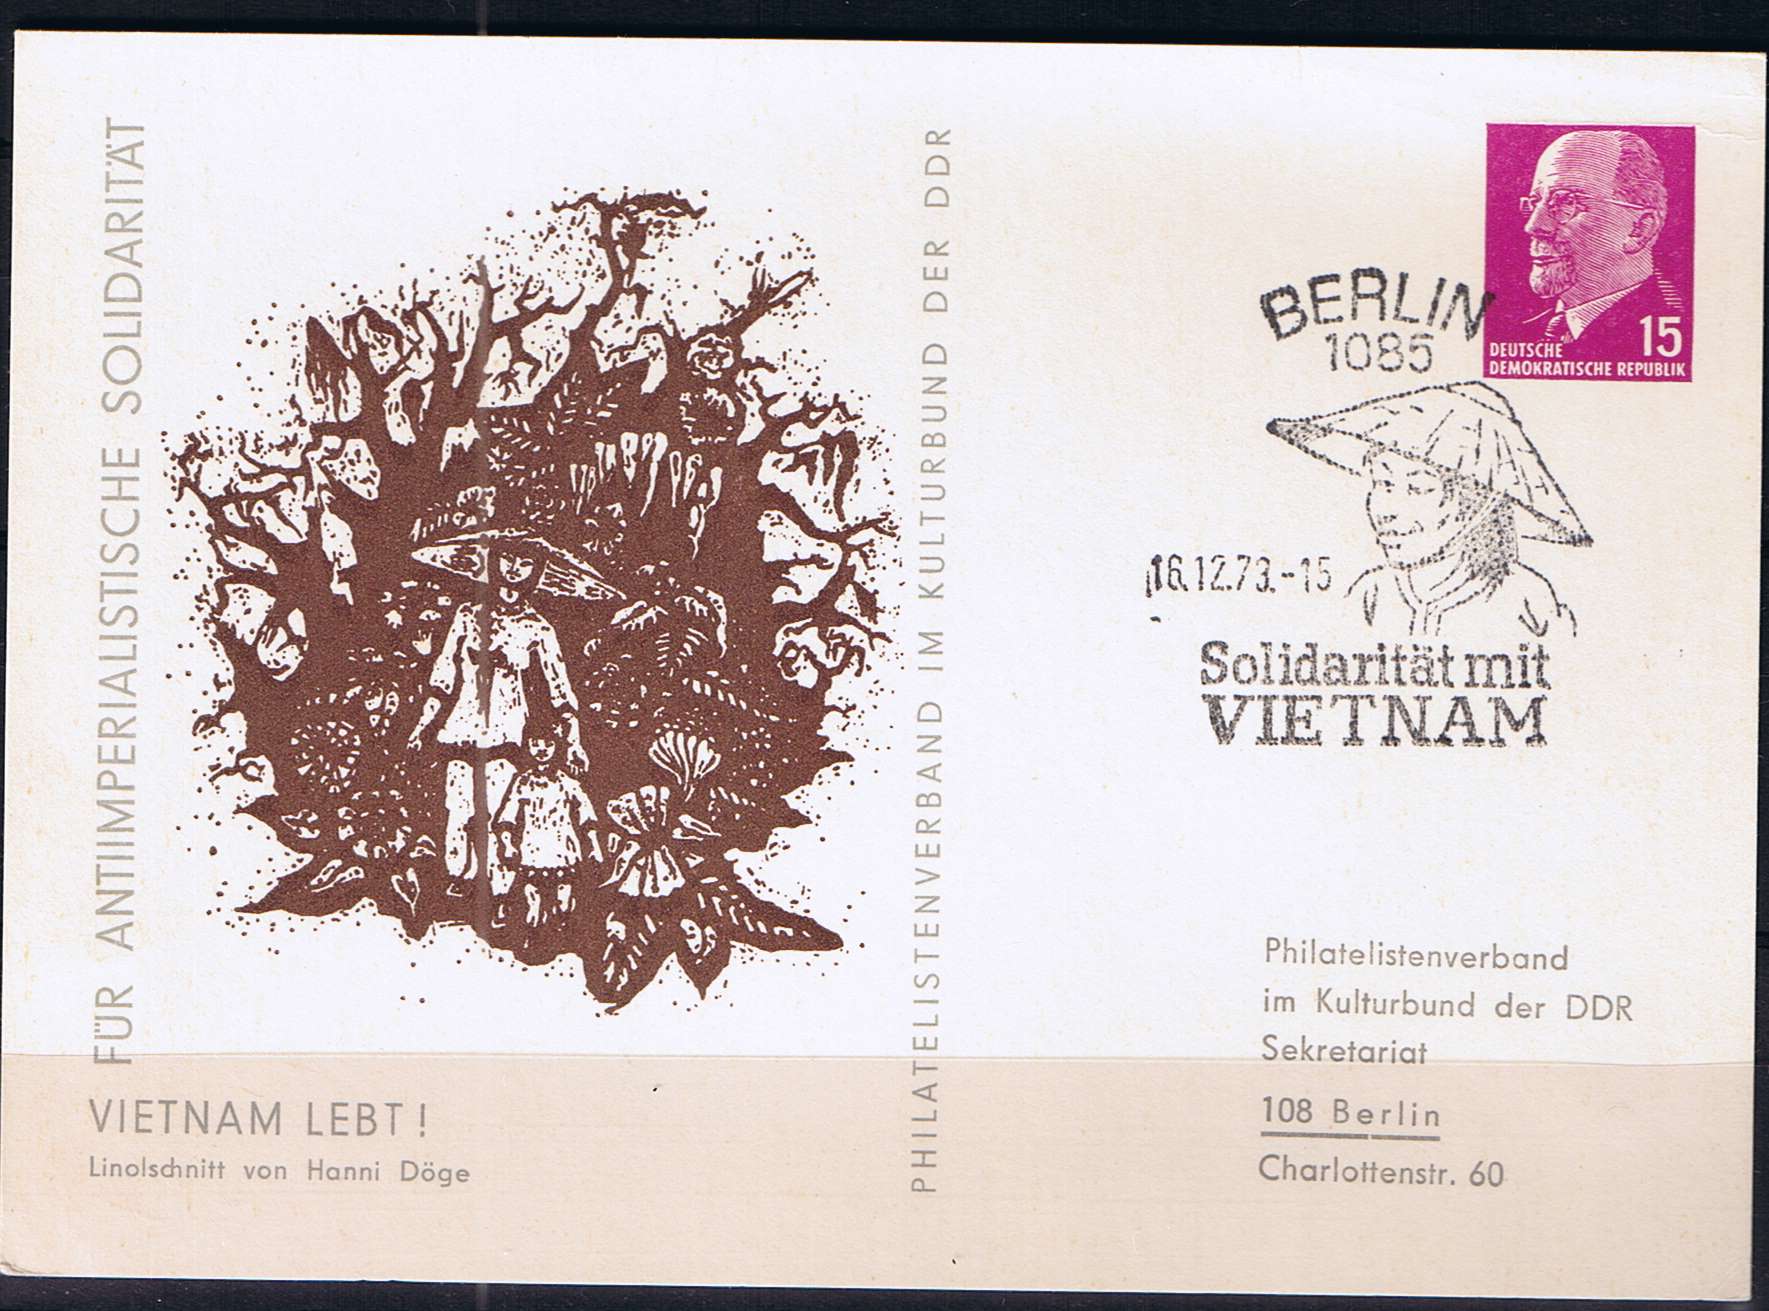 FÜR ANTIIMPERIALISTISCHE SOLIDARITÄT
VIETNAM LEBT!
Linolschnitt von Hanni Döge
PHILATELISTENVERBAND IM KULTURBUND DER DDR
15
DEUTSCHE
DEMOKRATISCHE REPUBLIK
BERLIN
1085
16.12.73.-15
Solidarität mit
VIETNAM
Philatelistenverband
im Kulturbund der DDR
Sekretariat
108 Berlin
Charlottenstr. 60